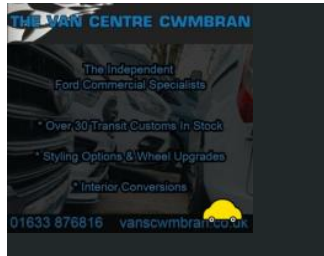 THE VAN CENTRE CWMBRAN
The Independent
Ford Commercial Specialists
* Over 30 Transit Customs In Stock
* Styling Options & Wheel Upgrades
* Interior Conversions
01633 876816 vanscwmbran.co.uk